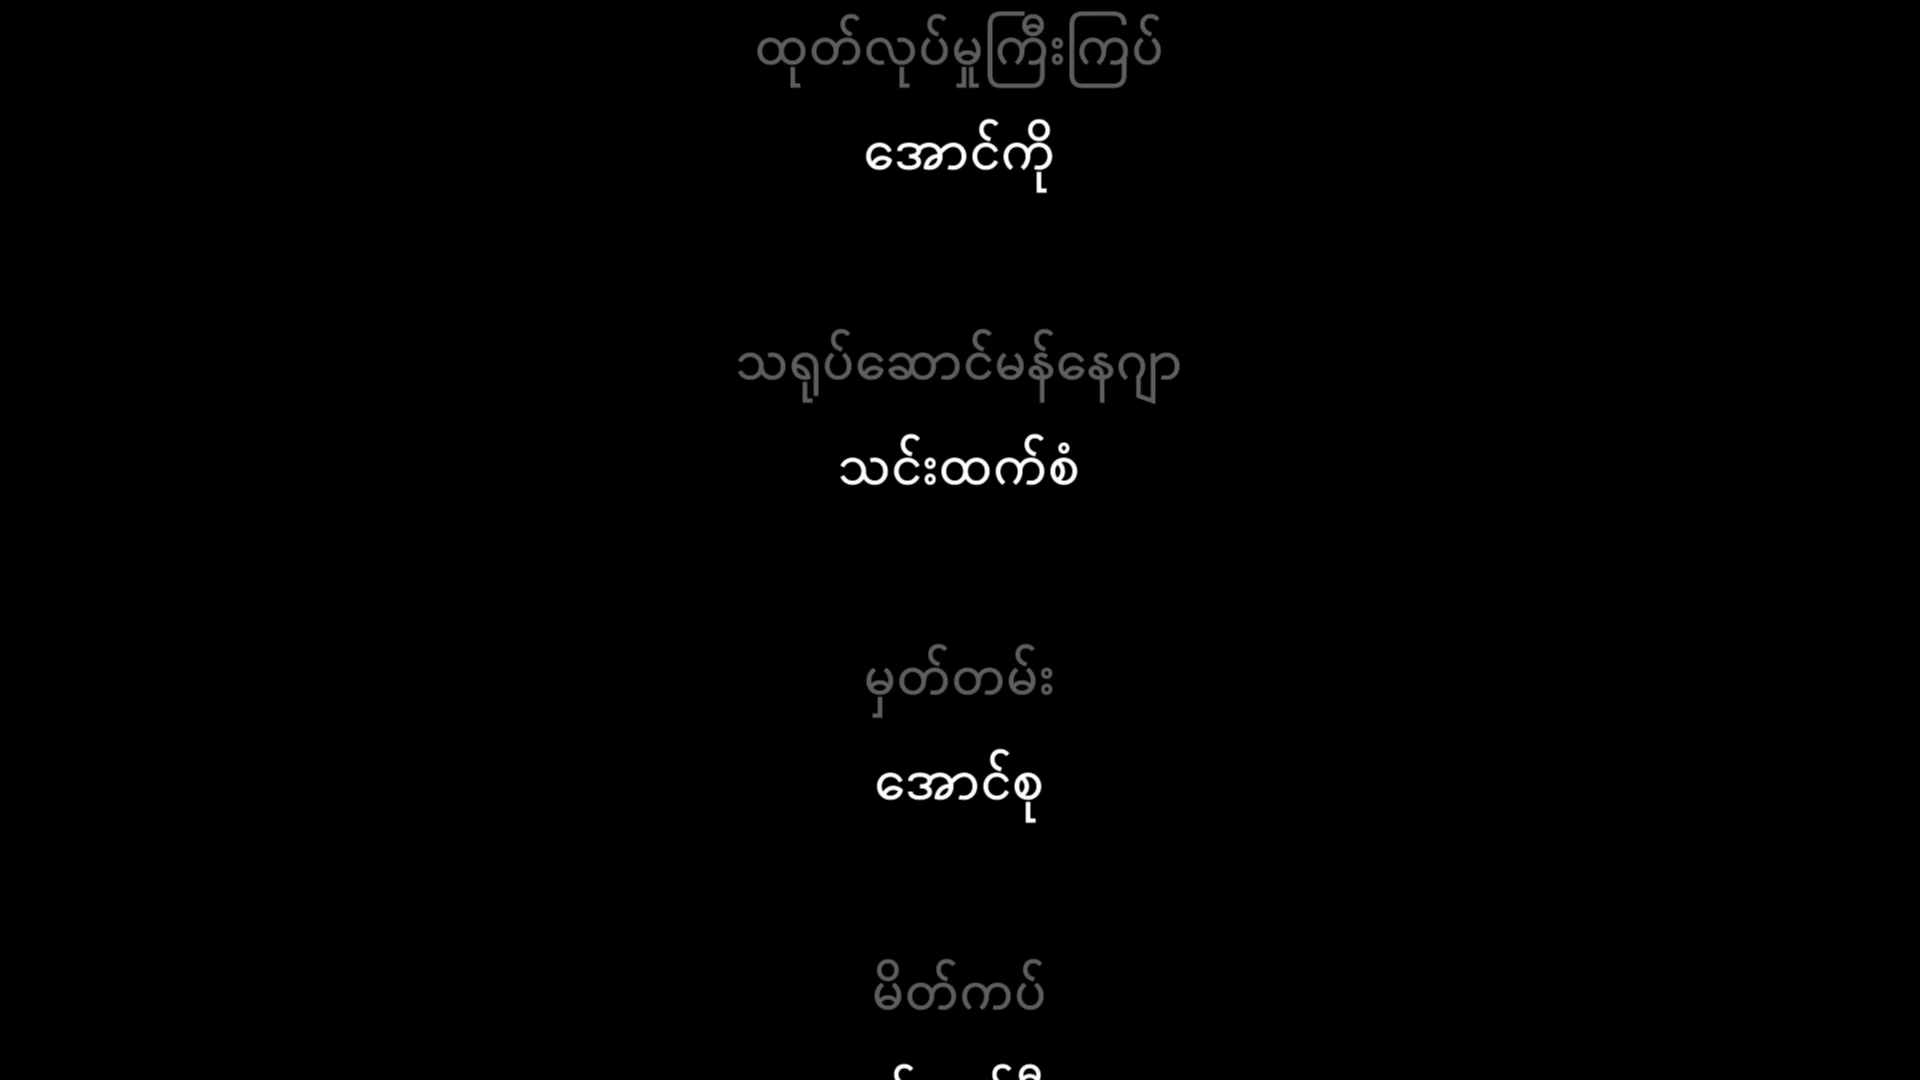 ထုတ်လုပ်မှုကြီးကြပ်
အောင်ကို
သရုပ်ဆောင်မန်နေဂျာ
သင်းထက်စံ
မှတ်တမ်း
အောင်စု
မိတ်ကပ်